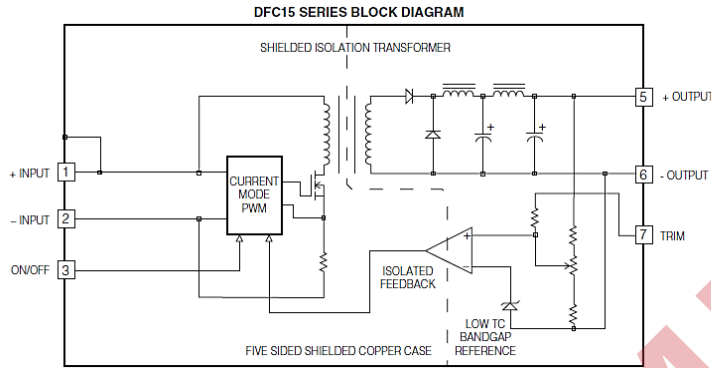 DFC15 SERIES BLOCK DIAGRAM
SHIELDED ISOLATION TRANSFORMER
5 + OUTPUT
+ INPUT 1
CURRENT
MODE
PWM
6 - OUTPUT
− INPUT 2
7 TRIM
+
ON/OFF 3
−
ISOLATED
FEEDBACK
LOW TC
BANDGAP
REFERENCE
FIVE SIDED SHIELDED COPPER CASE
+
+